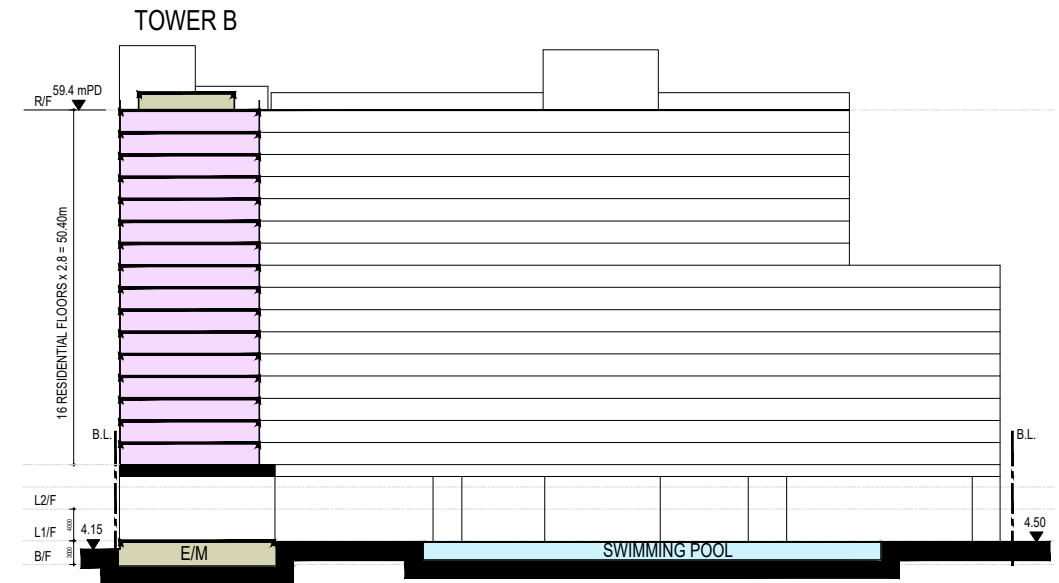 TOWER B
59.4 mPD
R/F
16 RESIDENTIAL FLOORS x 2.8 = 50.40m
B.L.
B.L.
L2/F
4000
L1/F
4.15
4.50
B/F
3000
E/M
SWIMMING POOL